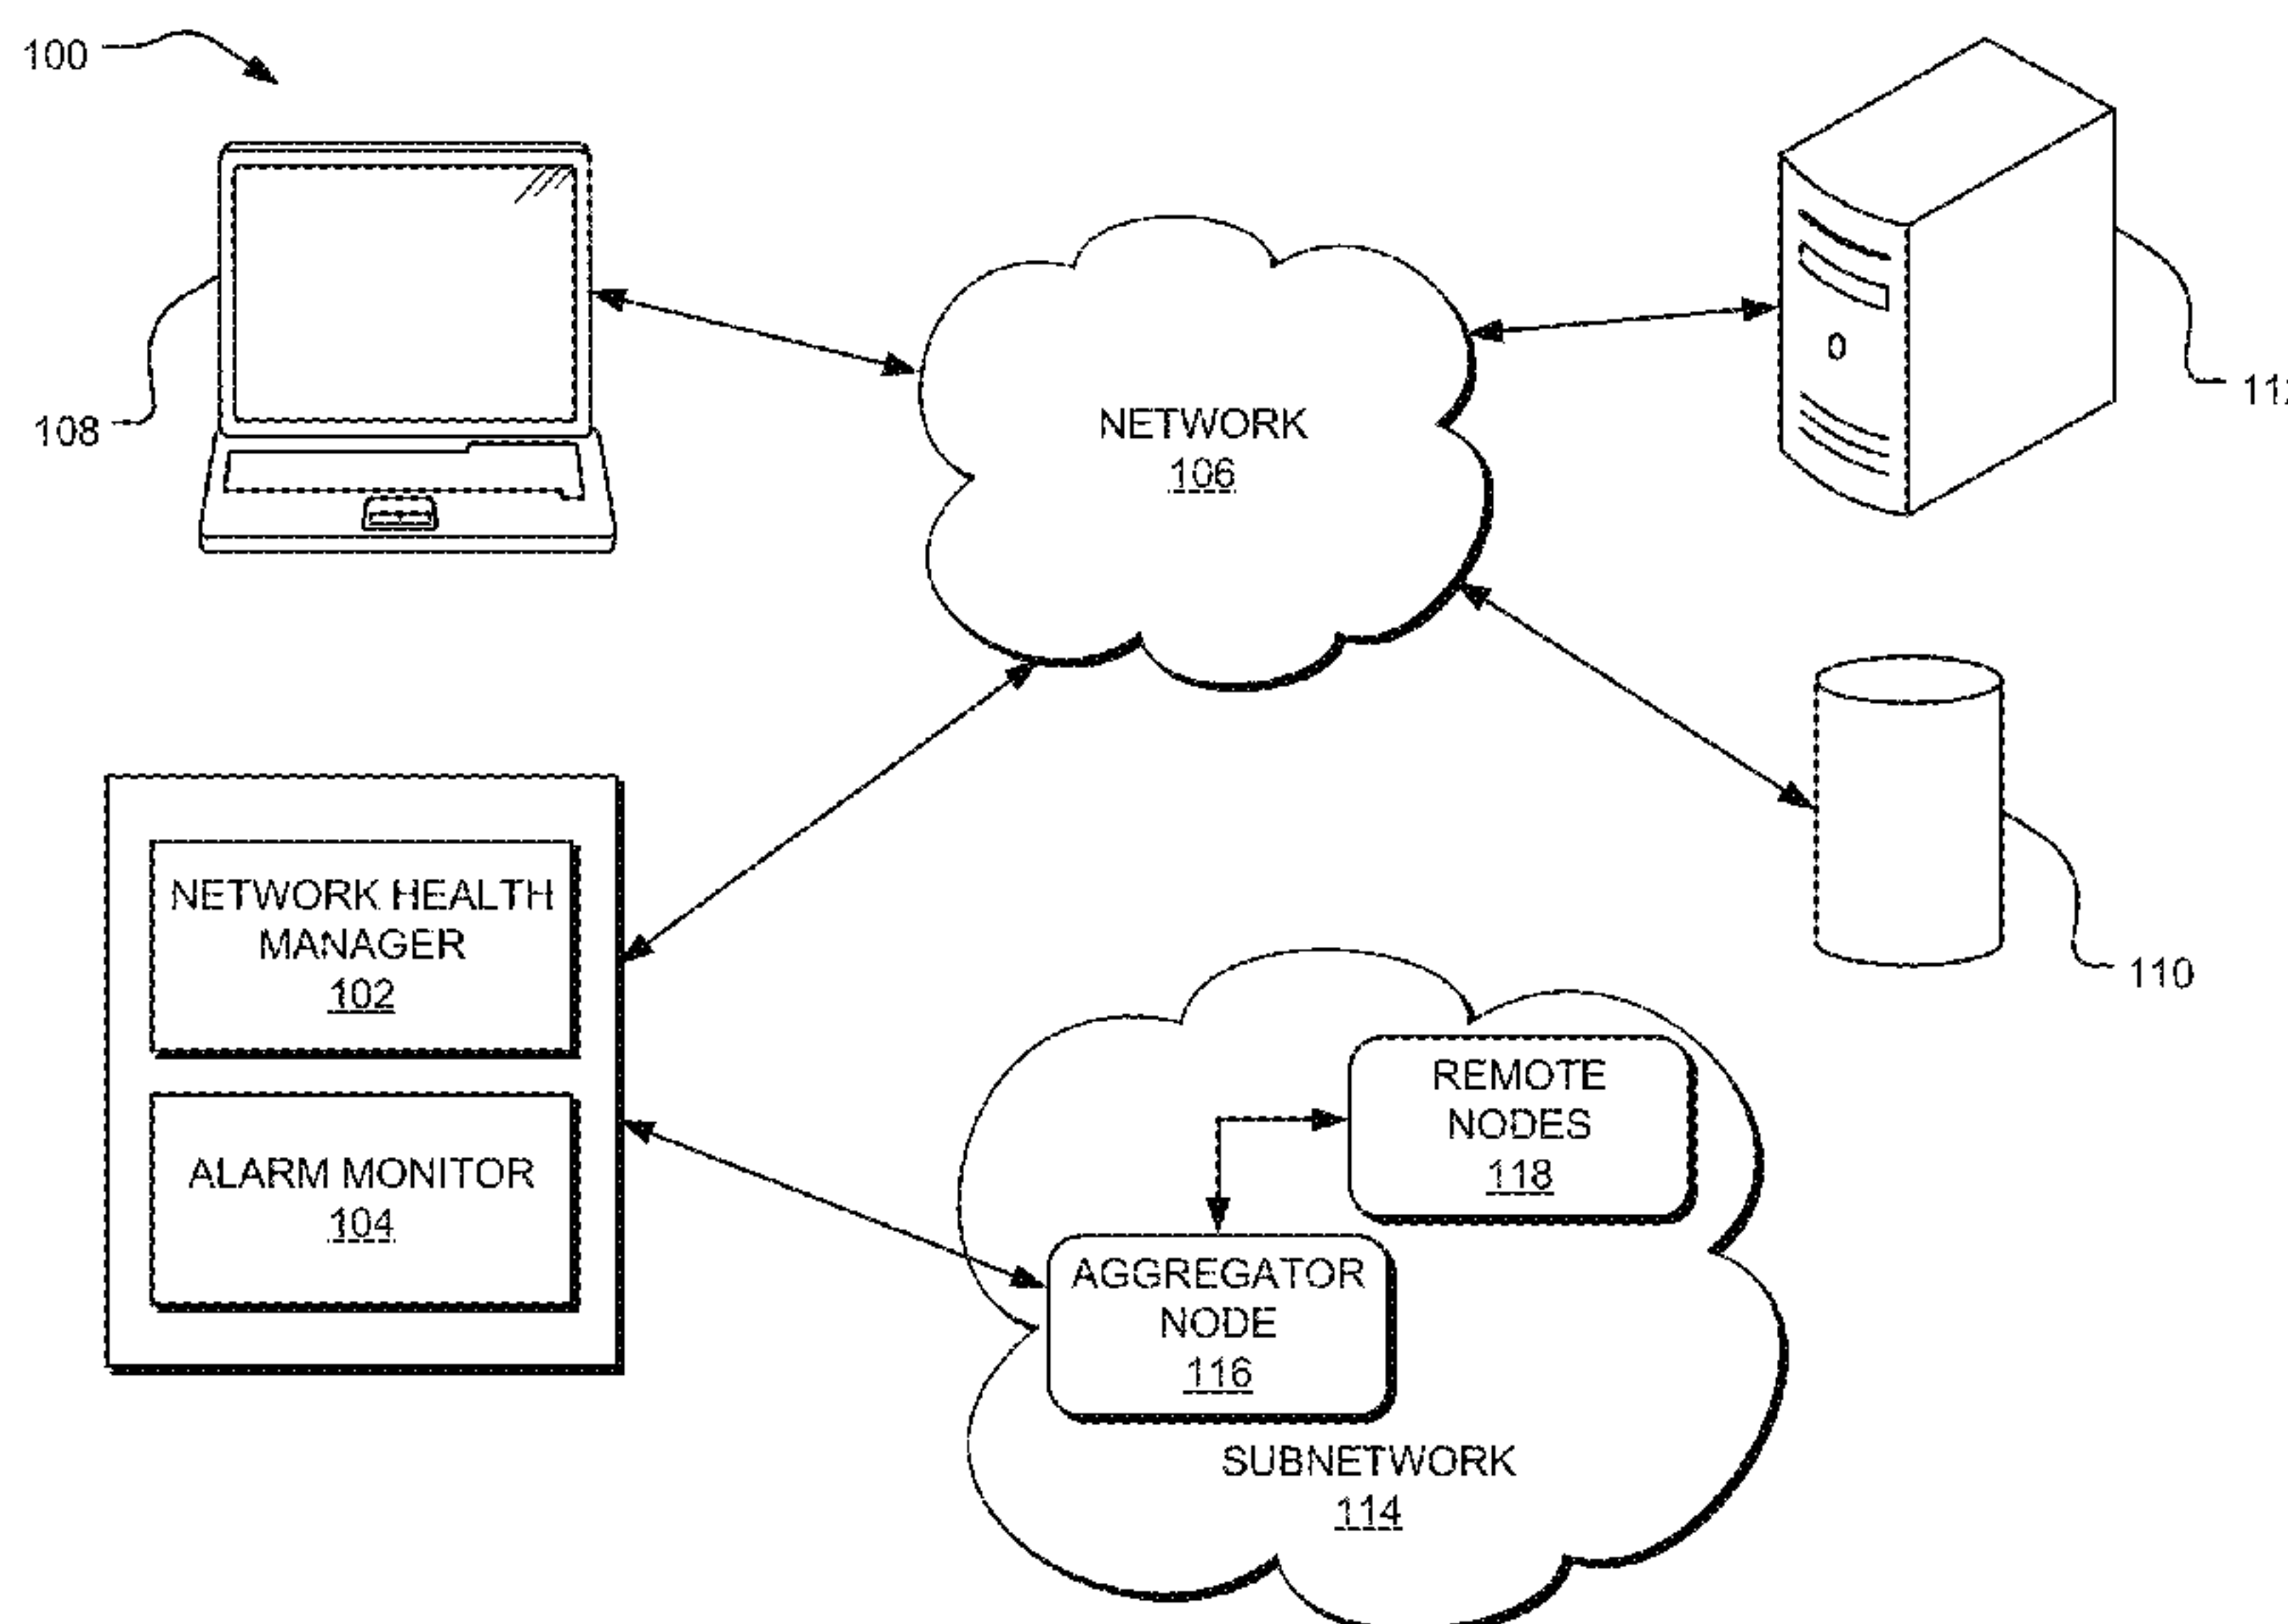 100
108
NETWORK
106
110
NETWORK HEALTH
MANAGER
102
ALARM MONITOR
104
REMOTE
NODES
118
AGGREGATOR
NODE
116
SUBNETWORK
114